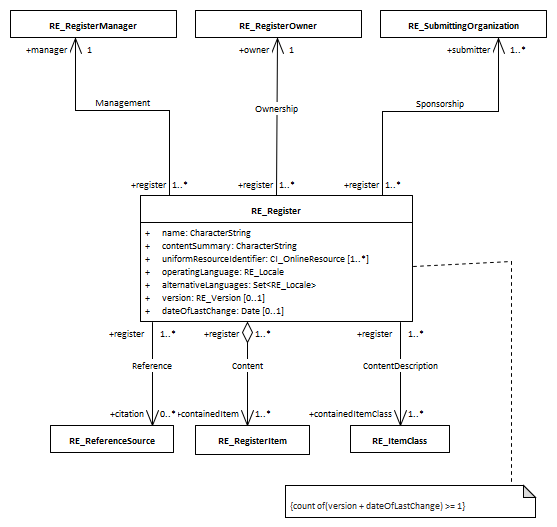 RE_RegisterManager
RE_RegisterOwner
RE_SubmittingOrganization
+manager 1
+owner 1
+submitter 1..*
Management
Ownership
Sponsorship
+register 1..*
+register 1..*
+register 1..*
RE_Register
+ name: CharacterString
+ contentSummary: CharacterString
+ uniformResourceIdentifier: CI_OnlineResource [1..*]
+ operatingLanguage: RE_Locale
+ alternativeLanguages: Set<RE_Locale>
+ version: RE_Version [0..1]
+ dateOfLastChange: Date [0..1]
+register 1..*
+register 1..*
+register 1..*
Reference
Content
ContentDescription
+citation 0..*
+containedItem 1..*
+containedItemClass 1..*
RE_ReferenceSource
RE_RegisterItem
RE_ItemClass
{count of(version + dateOfLastChange) >= 1}